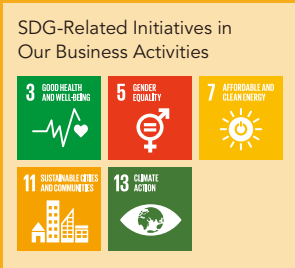 SDG-Related Initiatives in
Our Business Activities
3 GOOD HEALTH
AND WELL-BEING
5 GENDER
EQUALITY
7 AFFORDABLE AND
CLEAN ENERGY
11 SUSTAINABLE CITIES
AND COMMUNITIES
13 CLIMATE
ACTION